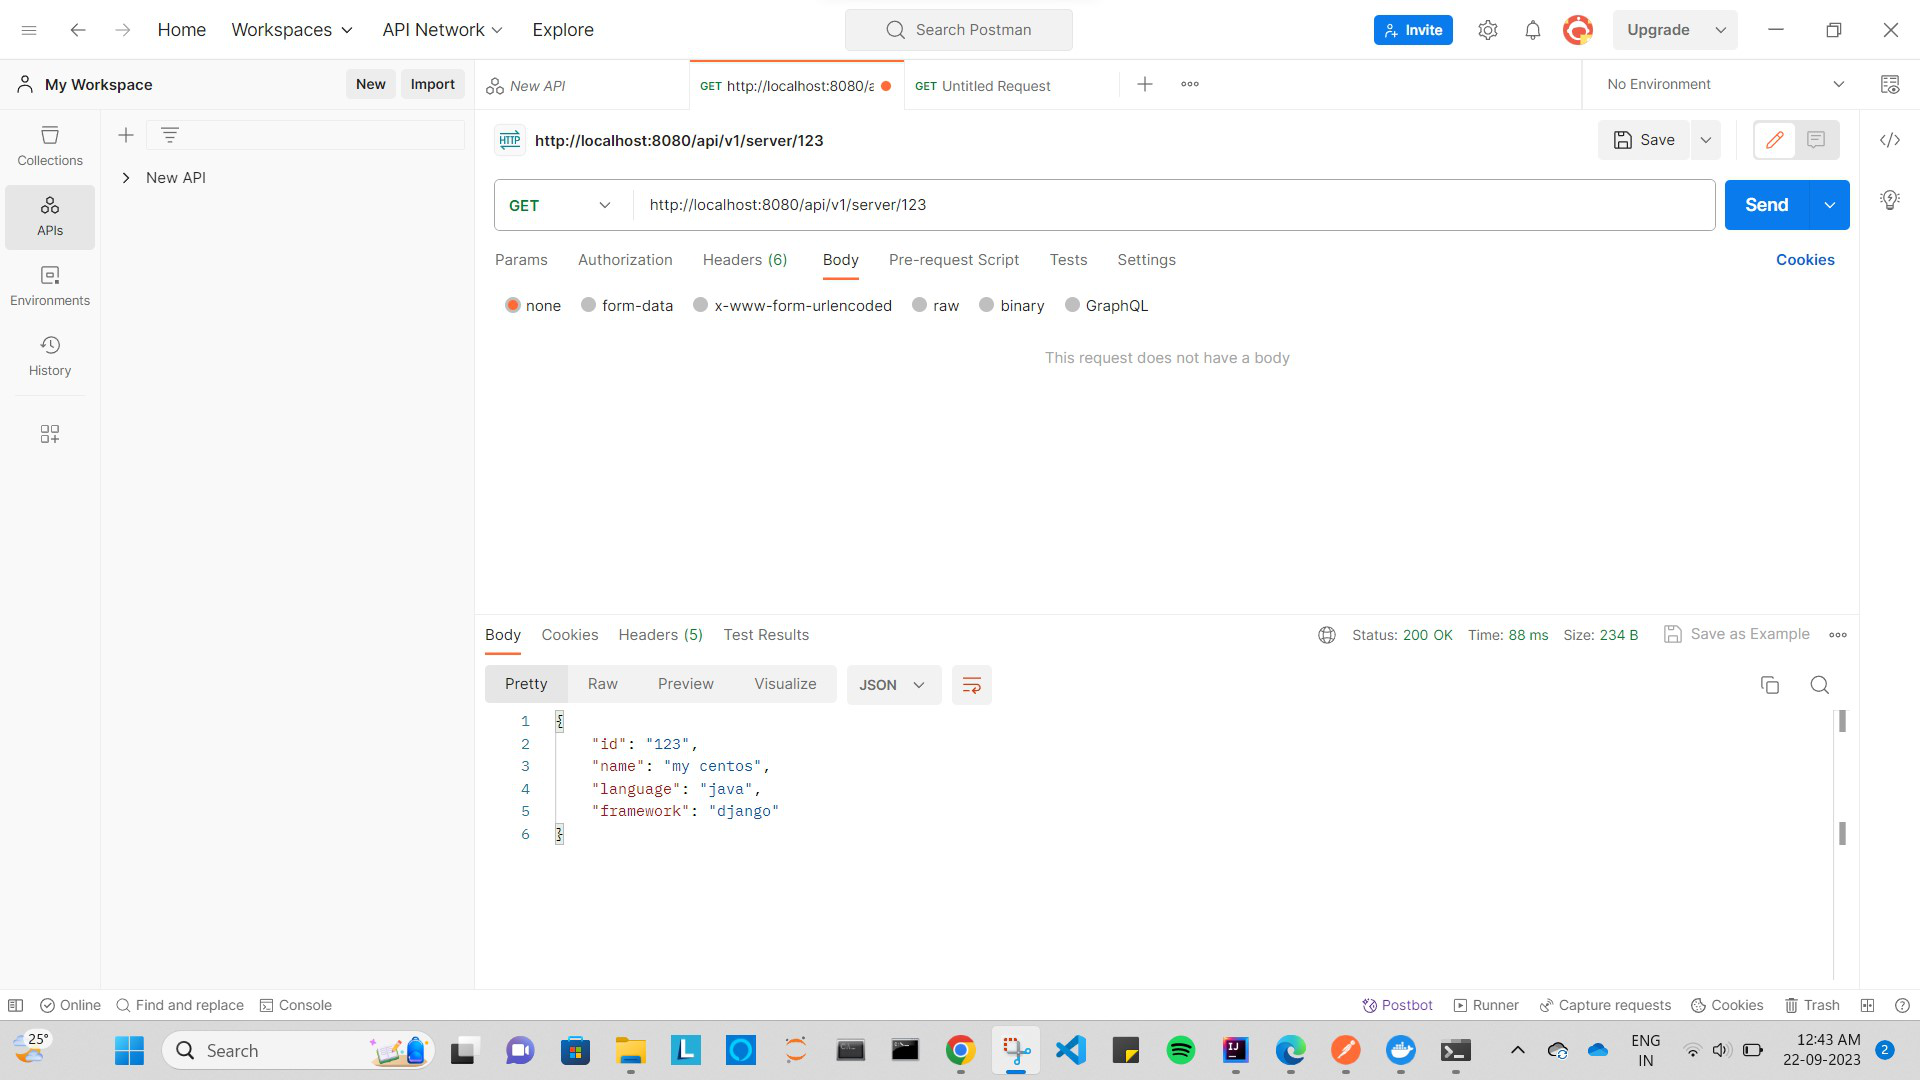 Home Workspaces API Network Explore Search Postman Invite Upgrade
My Workspace New Import New API GET http://localhost:8080/a GET Untitled Request No Environment
Collections
APIs
Environments
History
New API
HTTP http://localhost:8080/api/v1/server/123 Save
GET http://localhost:8080/api/v1/server/123 Send
Params Authorization Headers (6) Body Pre-request Script Tests Settings Cookies
none form-data x-www-form-urlencoded raw binary GraphQL
This request does not have a body
Body Cookies Headers (5) Test Results Status: 200 OK Time: 88 ms Size: 234 B Save as Example
Pretty Raw Preview Visualize JSON
1 {
2 "id": "123",
3 "name": "my centos",
4 "language": "java",
5 "framework": "django"
6 }
Online Find and replace Console Postbot Runner Capture requests Cookies Trash
25° Search ENG IN 12:43 AM 22-09-2023 2